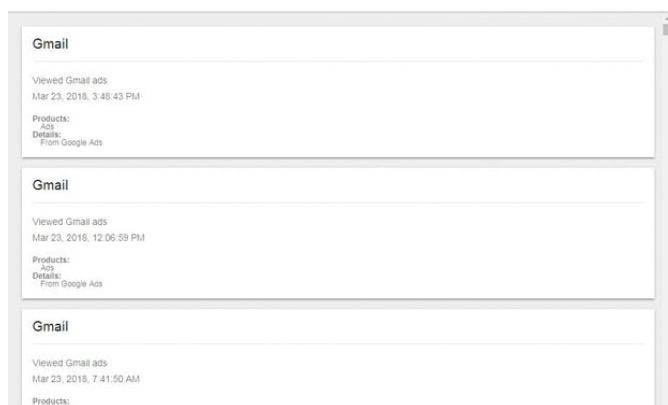 Gmail
Viewed Gmail ads
Mar 23, 2018, 3:48:43 PM
Products:
Ads
Details:
From Google Ads
Gmail
Viewed Gmail ads
Mar 23, 2018, 12:06:59 PM
Products:
Ads
Details:
From Google Ads
Gmail
Viewed Gmail ads
Mar 23, 2018, 7:41:50 AM
Products: